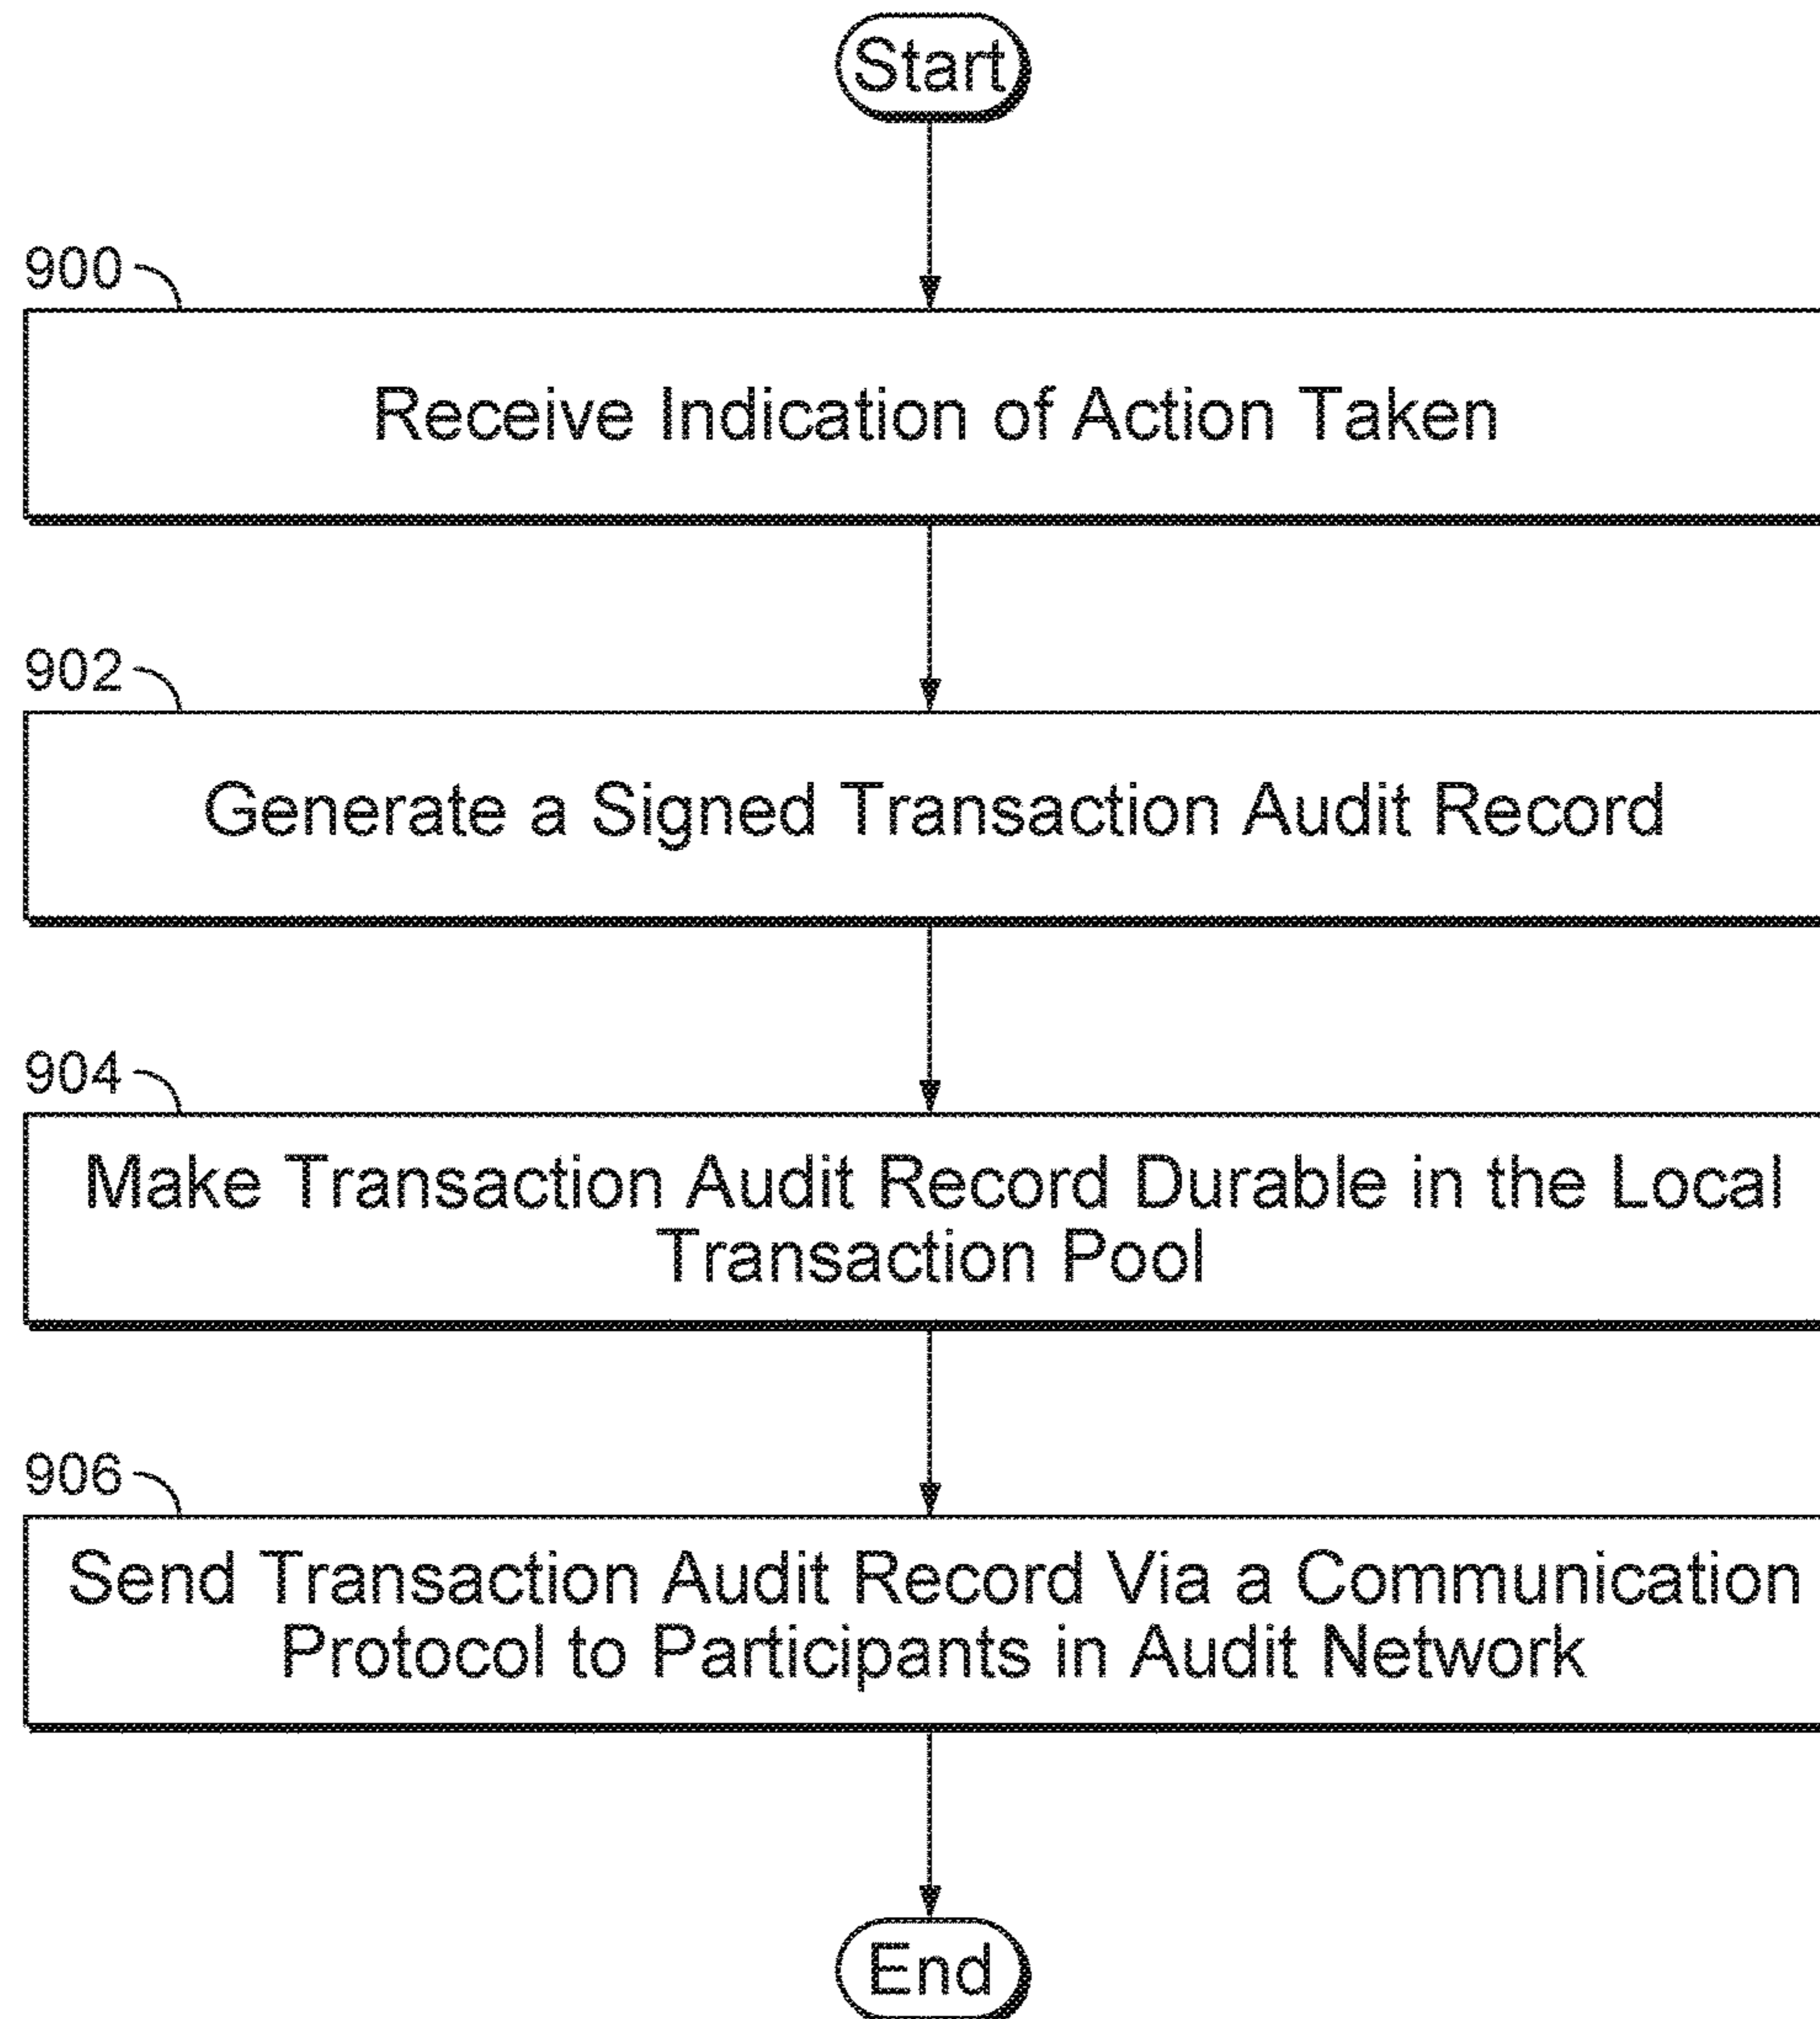 Start
900
Receive Indication of Action Taken
902
Generate a Signed Transaction Audit Record
904
Make Transaction Audit Record Durable in the Local
Transaction Pool
906
Send Transaction Audit Record Via a Communication
Protocol to Participants in Audit Network
End